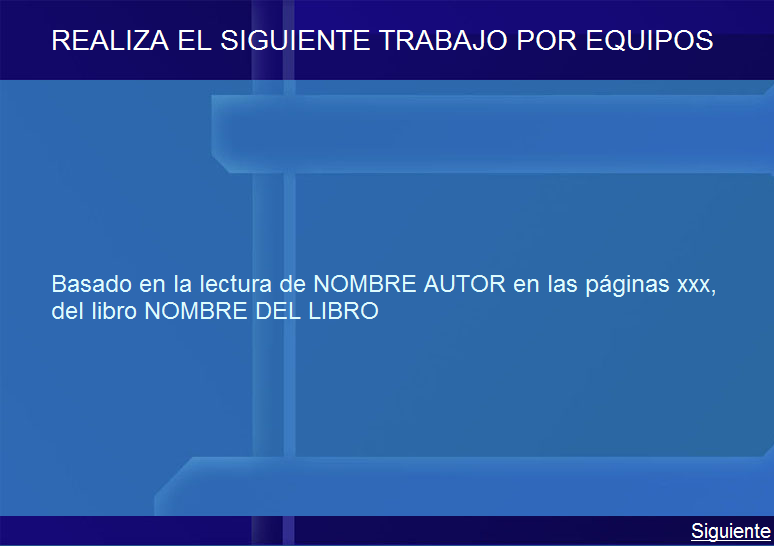 REALIZA EL SIGUIENTE TRABAJO POR EQUIPOS
Basado en la lectura de NOMBRE AUTOR en las páginas xxx,
del libro NOMBRE DEL LIBRO
Siguiente